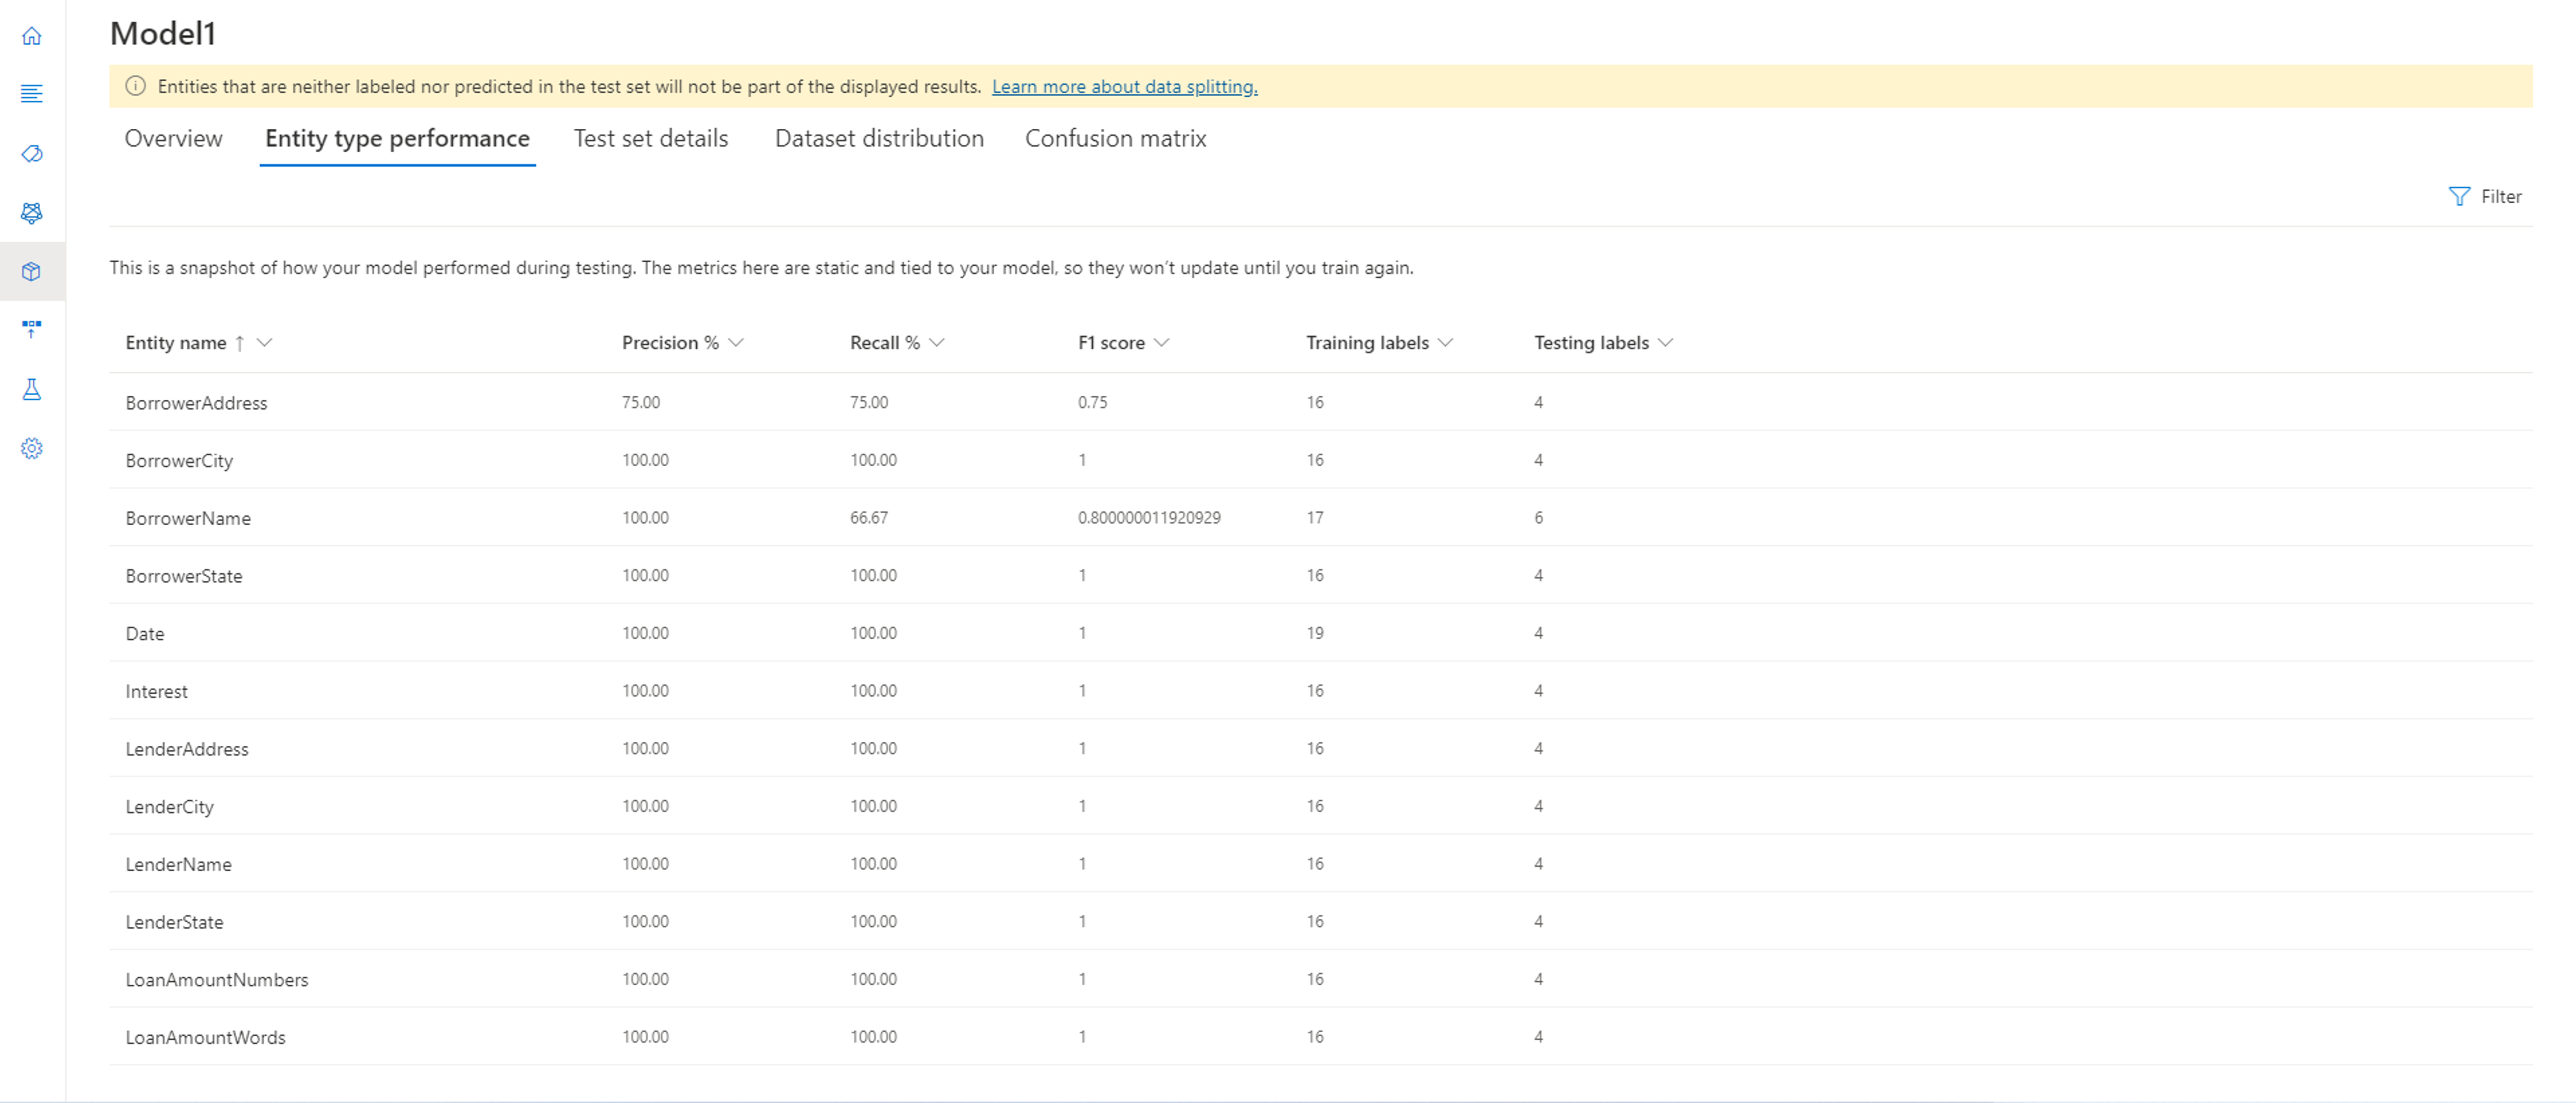 Model1
Entities that are neither labeled nor predicted in the test set will not be part of the displayed results. Learn more about data splitting.
Overview Entity type performance Test set details Dataset distribution Confusion matrix
Filter
This is a snapshot of how your model performed during testing. The metrics here are static and tied to your model, so they won't update until you train again.
Entity name ↑ Precision % Recall % F1 score Training labels Testing labels
BorrowerAddress 75.00 75.00 0.75 16 4
BorrowerCity 100.00 100.00 1 16 4
BorrowerName 100.00 66.67 0.800000011920929 17 6
BorrowerState 100.00 100.00 1 16 4
Date 100.00 100.00 1 19 4
Interest 100.00 100.00 1 16 4
LenderAddress 100.00 100.00 1 16 4
LenderCity 100.00 100.00 1 16 4
LenderName 100.00 100.00 1 16 4
LenderState 100.00 100.00 1 16 4
LoanAmountNumbers 100.00 100.00 1 16 4
LoanAmountWords 100.00 100.00 1 16 4